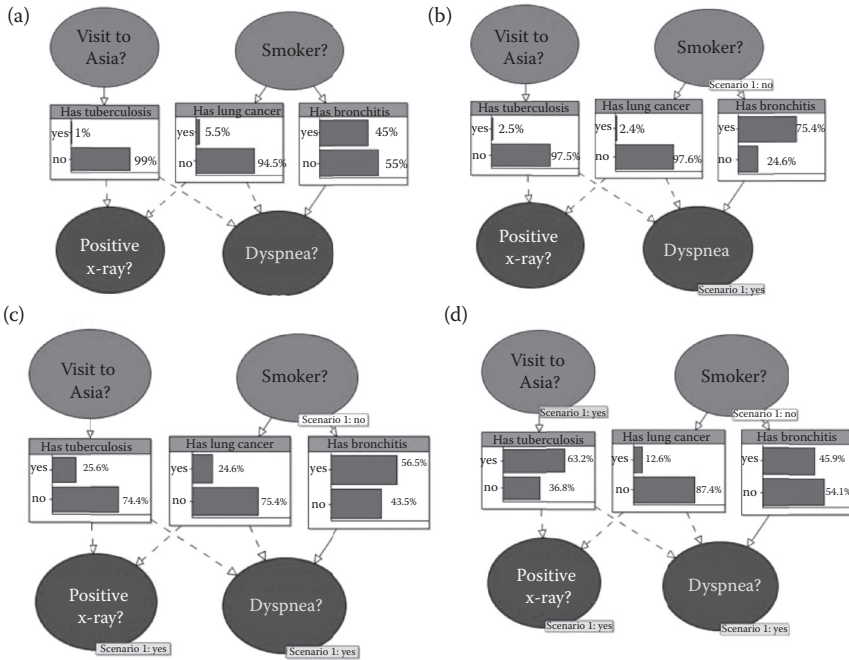 (a)
Visit to
Asia?
Smoker?
Has tuberculosis
yes 1%
no 99%
Has lung cancer
yes 5.5%
no 94.5%
Has bronchitis
yes 45%
no 55%
Positive
x-ray?
Dyspnea?
(b)
Visit to
Asia?
Smoker?
Scenario 1: no
Has tuberculosis
yes 2.5%
no 97.5%
Has lung cancer
yes 2.4%
no 97.6%
Has bronchitis
yes 75.4%
no 24.6%
Positive
x-ray?
Dyspnea
Scenario 1: yes
(c)
Visit to
Asia?
Smoker?
Scenario 1: no
Has tuberculosis
yes 25.6%
no 74.4%
Has lung cancer
yes 24.6%
no 75.4%
Has bronchitis
yes 56.5%
no 43.5%
Positive
x-ray?
Scenario 1: yes
Dyspnea?
Scenario 1: yes
(d)
Visit to
Asia?
Scenario 1: yes
Smoker?
Scenario 1: no
Has tuberculosis
yes 63.2%
no 36.8%
Has lung cancer
yes 12.6%
no 87.4%
Has bronchitis
yes 45.9%
no 54.1%
Positive
x-ray?
Scenario 1: yes
Dyspnea?
Scenario 1: yes